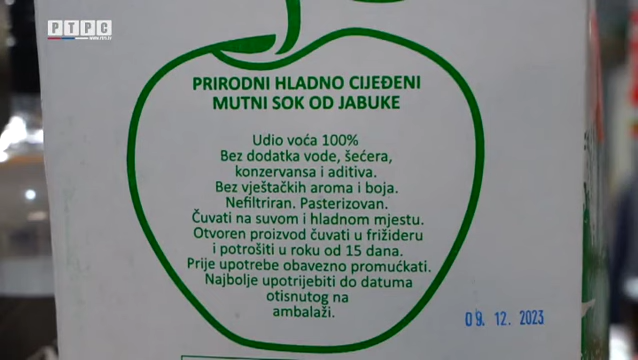 РТРС
PRIRODNI HLADNO CIJEĐENI
MUTNI SOK OD JABUKE
Udio voća 100%
Bez dodatka vode, šećera,
konzervansa i aditiva.
Bez vještačkih aroma i boja.
Nefiltriran. Pasterizovan.
Čuvati na suvom i hladnom mjestu.
Otvoren proizvod čuvati u frižideru
i potrošiti u roku od 15 dana.
Prije upotrebe obavezno promućkati.
Najbolje upotrijebiti do datuma
otisnutog na
ambalaži.
09. 12. 2023